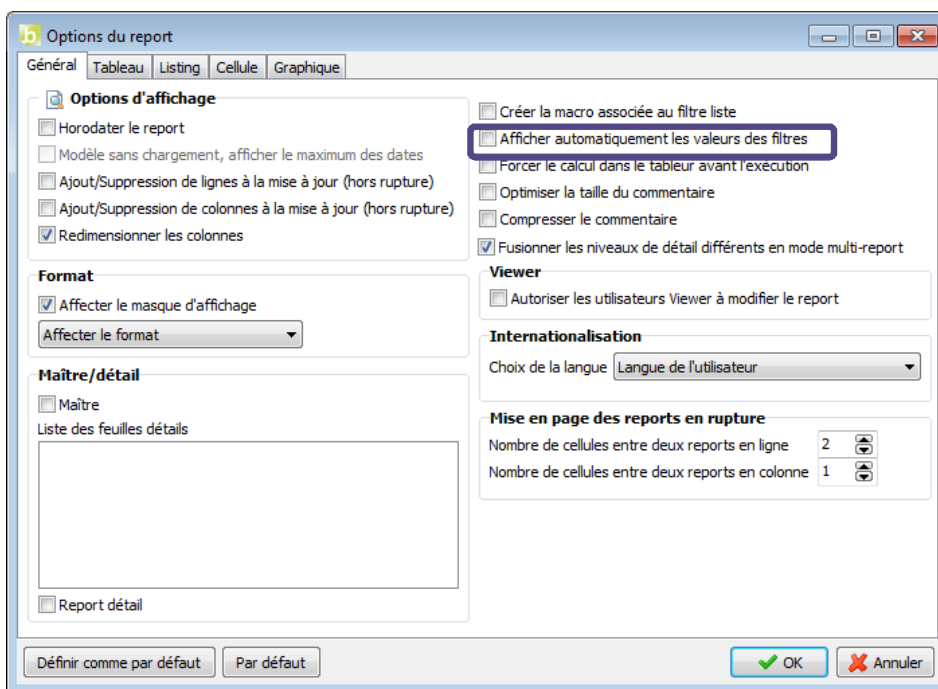 Options du report
Général Tableau Listing Cellule Graphique
Options d'affichage
Horodater le report
Modèle sans chargement, afficher le maximum des dates
Ajout/Suppression de lignes à la mise à jour (hors rupture)
Ajout/Suppression de colonnes à la mise à jour (hors rupture)
Redimensionner les colonnes
Format
Affecter le masque d'affichage
Affecter le format
Maître/détail
Maître
Liste des feuilles détails
Report détail
Créer la macro associée au filtre liste
Afficher automatiquement les valeurs des filtres
Forcer le calcul dans le tableur avant l'exécution
Optimiser la taille du commentaire
Compresser le commentaire
Fusionner les niveaux de détail différents en mode multi-report
Viewer
Autoriser les utilisateurs Viewer à modifier le report
Internationalisation
Choix de la langue Langue de l'utilisateur
Mise en page des reports en rupture
Nombre de cellules entre deux reports en ligne 2
Nombre de cellules entre deux reports en colonne 1
Définir comme par défaut Par défaut OK Annuler